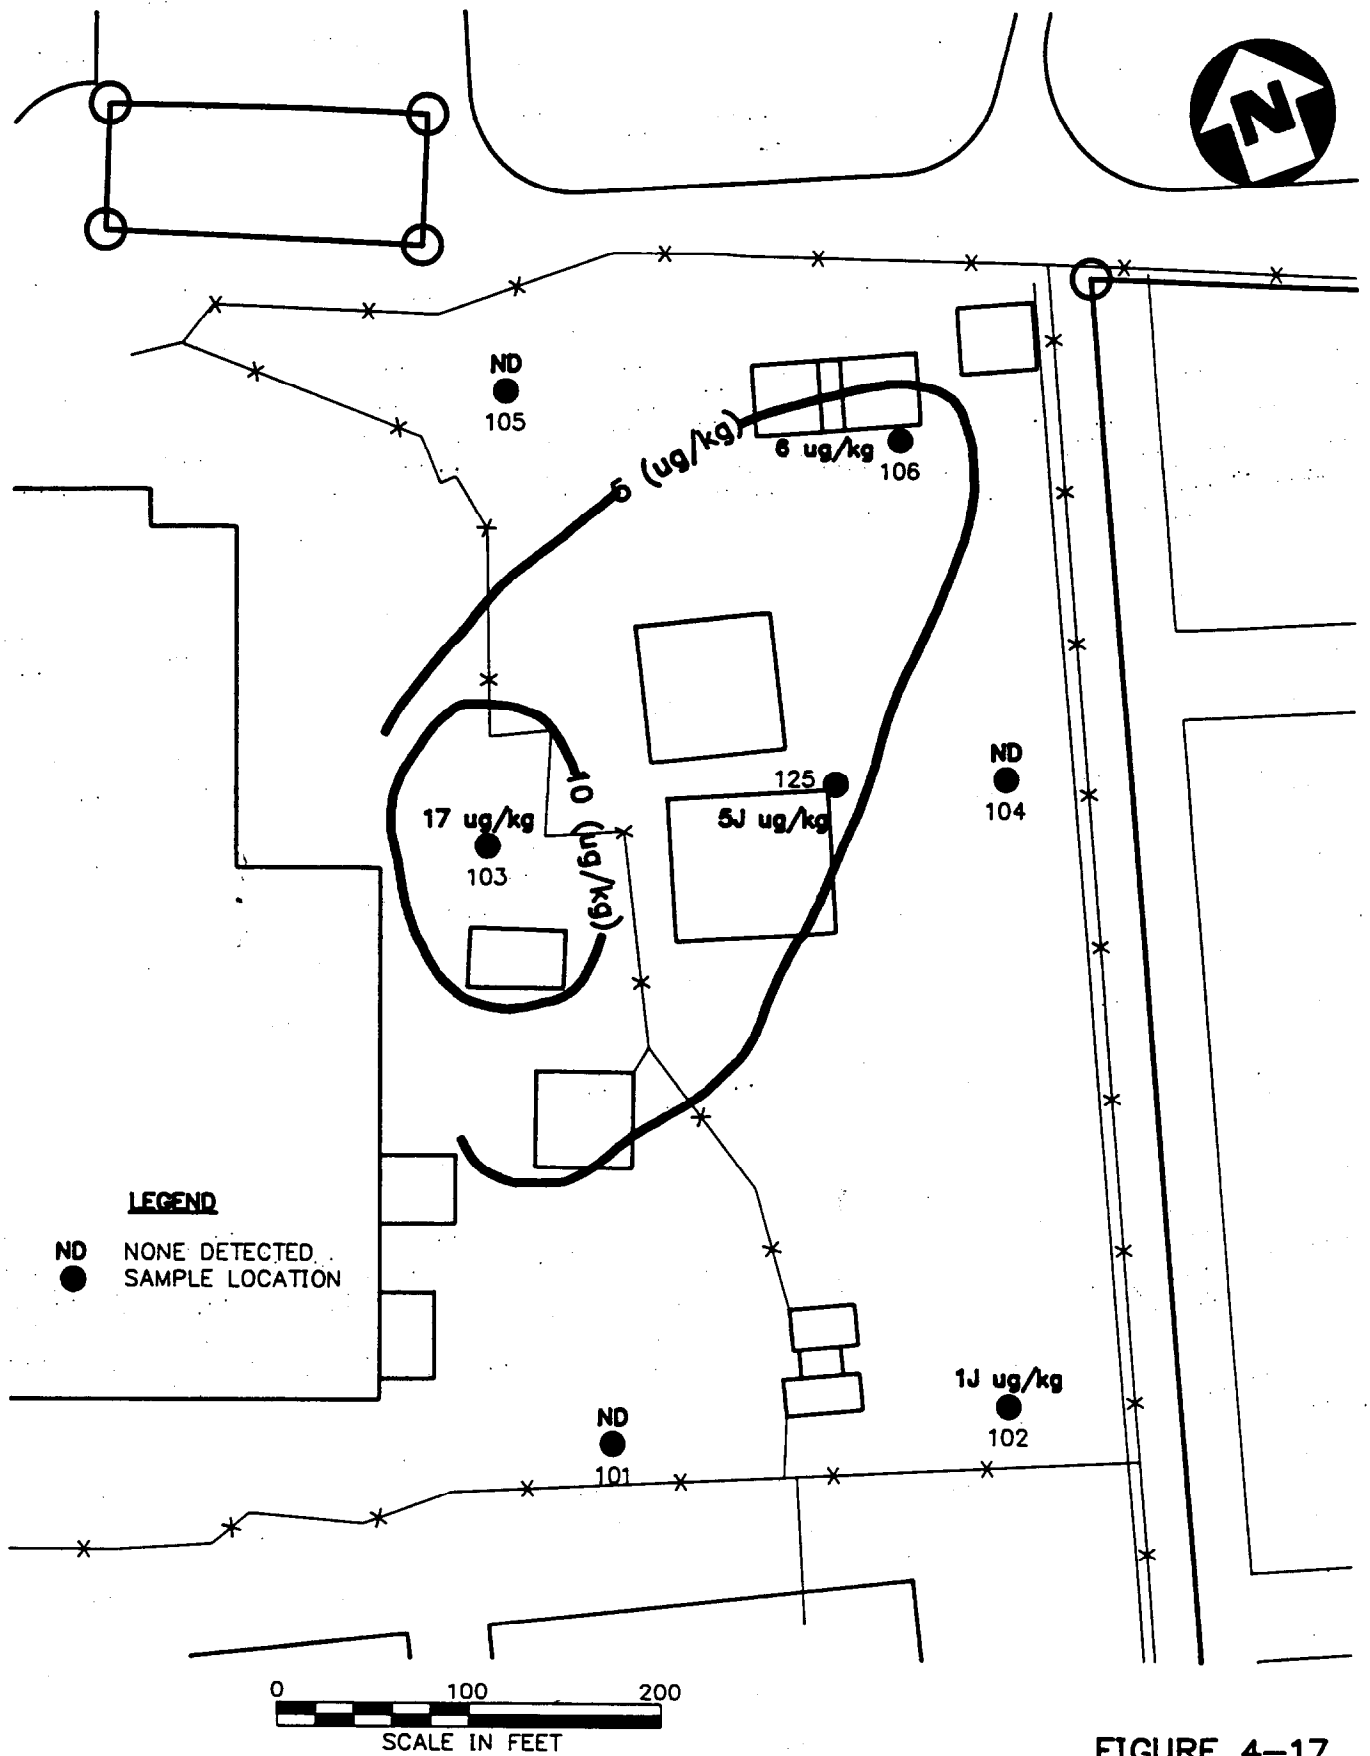 N
ND
105
5 (ug/kg)
6 ug/kg
106
ND
104
125
5J ug/kg
17 ug/kg
103
10 (ug/kg)
LEGEND
ND NONE DETECTED
SAMPLE LOCATION
1J ug/kg
102
ND
101
0 100 200
SCALE IN FEET
FIGURE 4-17